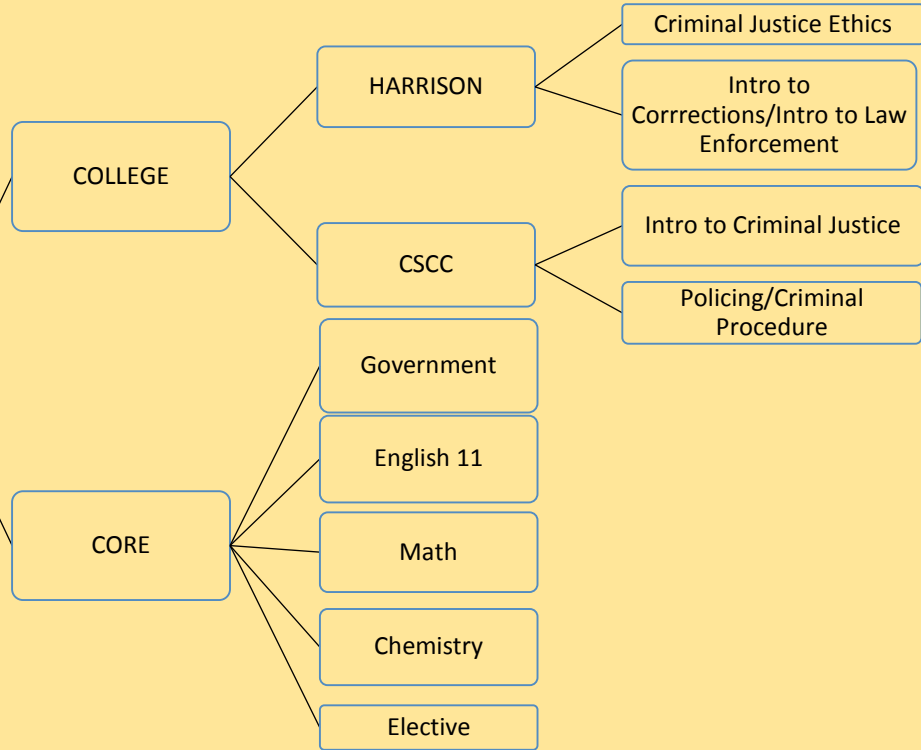 COLLEGE
HARRISON
Criminal Justice Ethics
Intro to
Corrrections/Intro to Law
Enforcement
CSCC
Intro to Criminal Justice
Policing/Criminal
Procedure
CORE
Government
English 11
Math
Chemistry
Elective